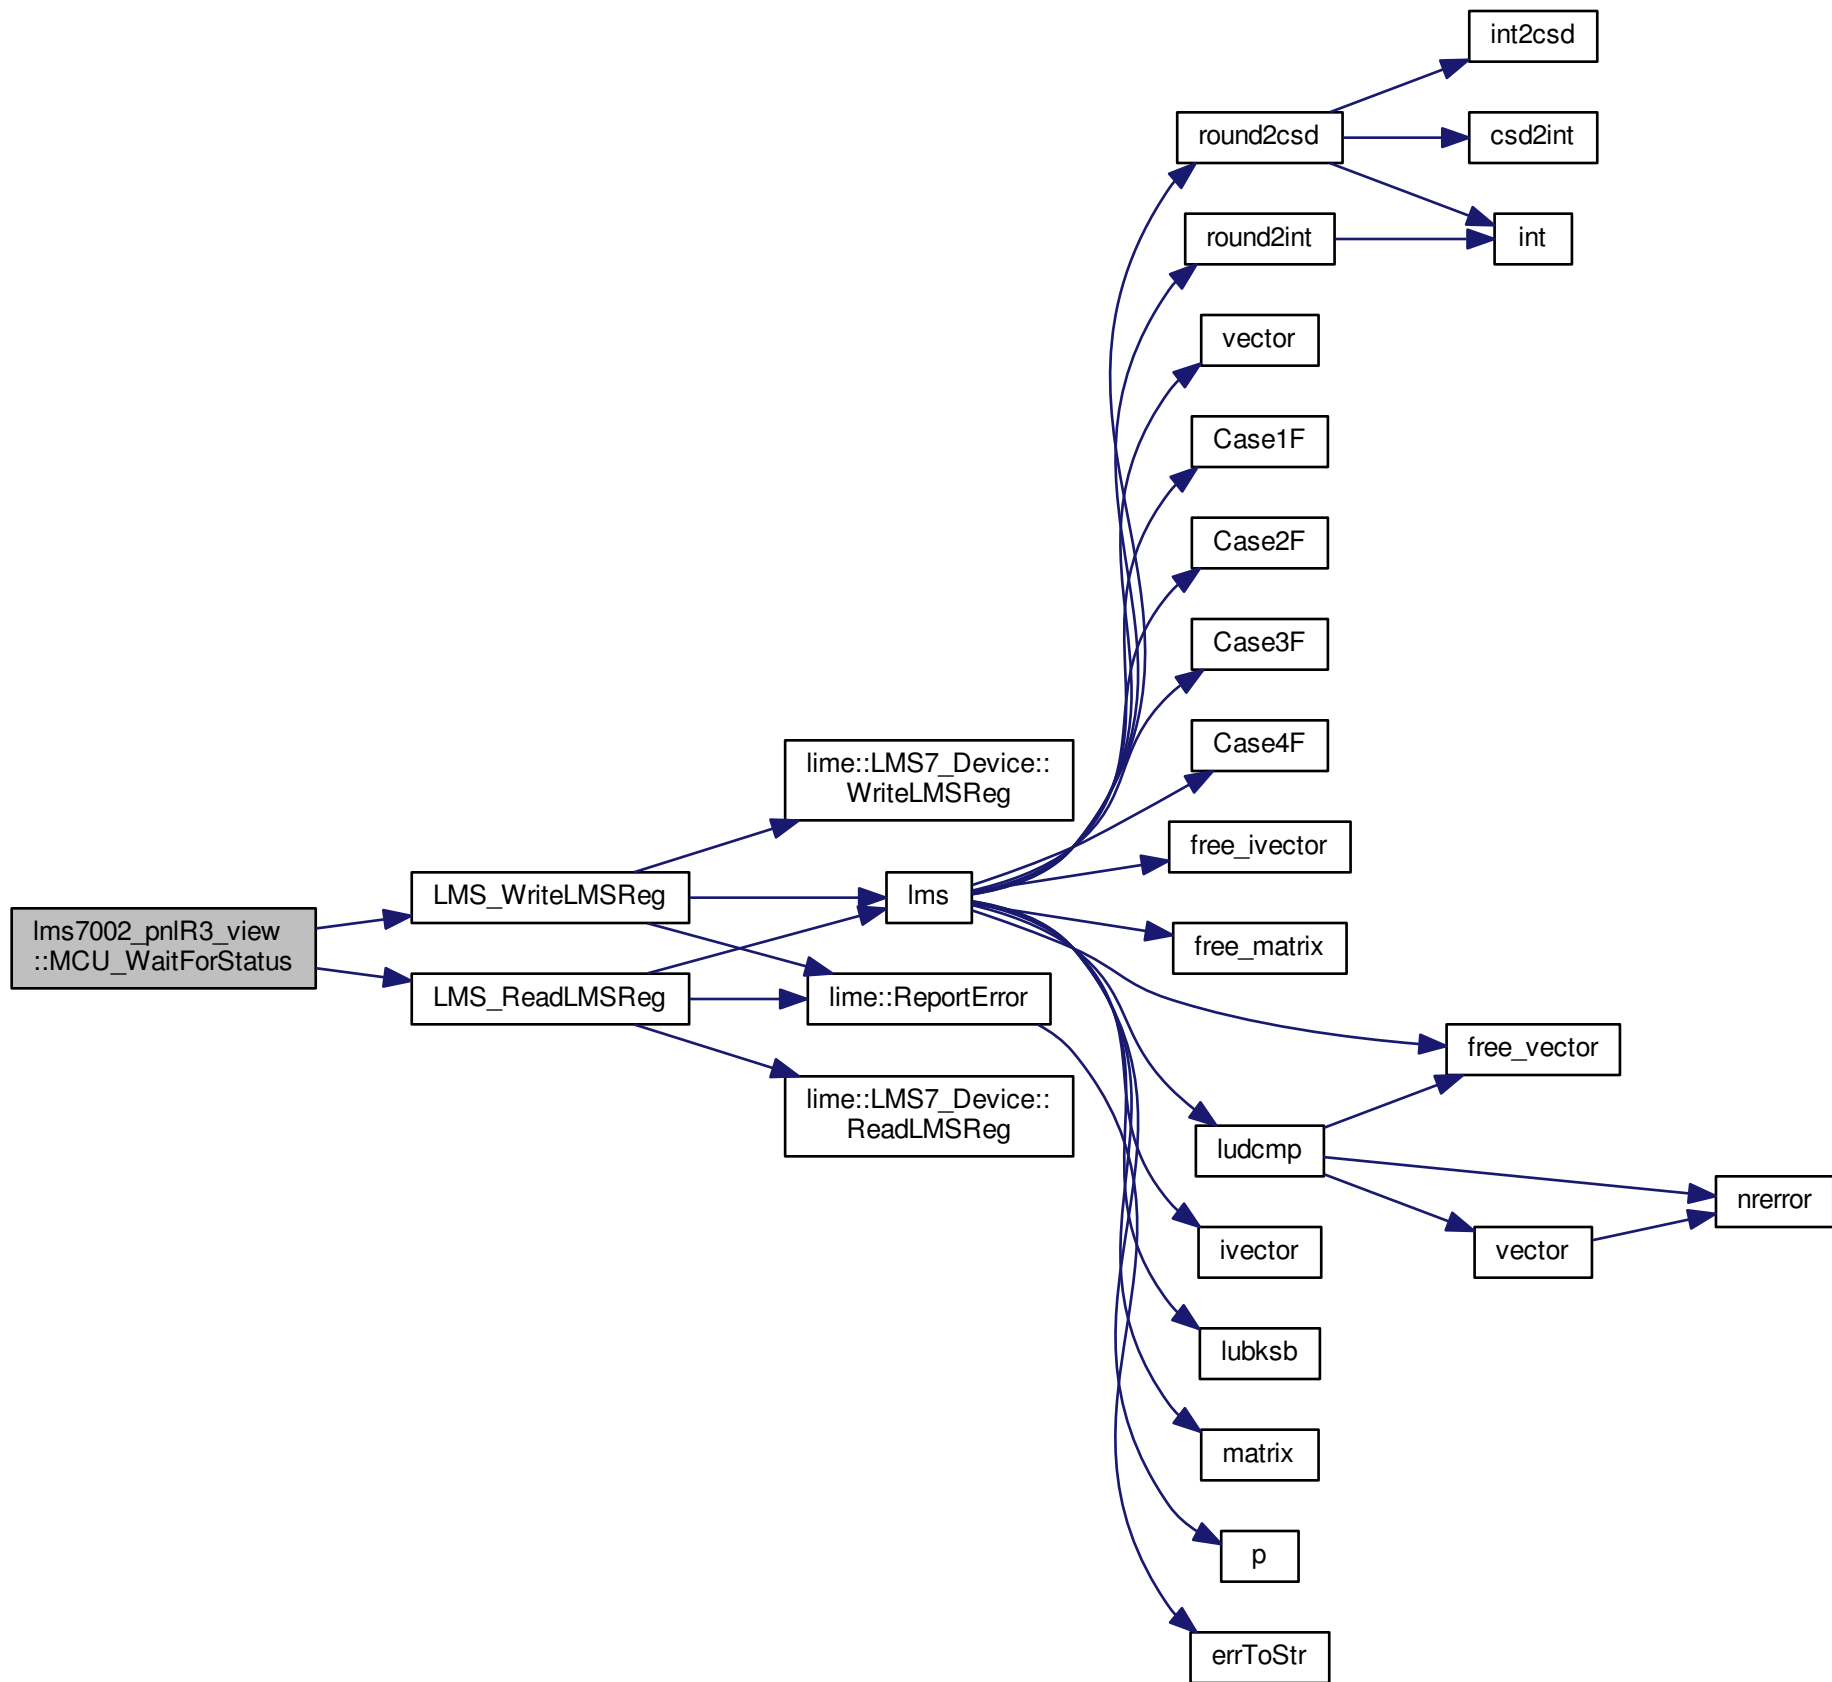 lms7002_pnlR3_view
::MCU_WaitForStatus
LMS_WriteLMSReg
LMS_ReadLMSReg
lime::LMS7_Device::
WriteLMSReg
lms
lime::ReportError
lime::LMS7_Device::
ReadLMSReg
round2csd
round2int
vector
Case1F
Case2F
Case3F
Case4F
free_ivector
free_matrix
ludcmp
ivector
lubksb
matrix
p
errToStr
int2csd
csd2int
int
free_vector
vector
nrerror